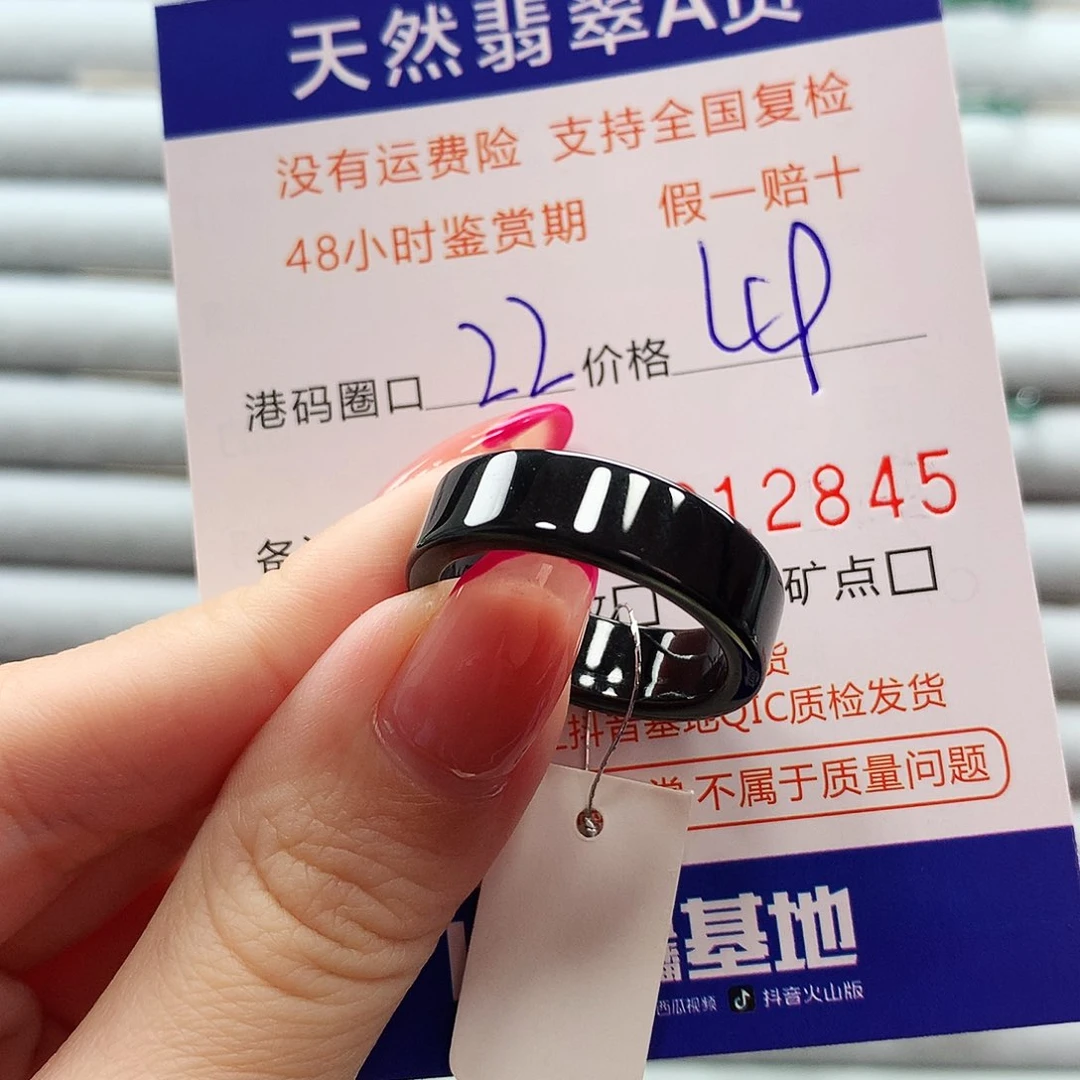 天然翡翠A货
没有运费险 支持全国复检
48小时鉴赏期 假一赔十
港码圈口 22 价格
12845
矿点□
货
抖音基地QIC质检发货
不属于质量问题
基地
西瓜视频 抖音火山版